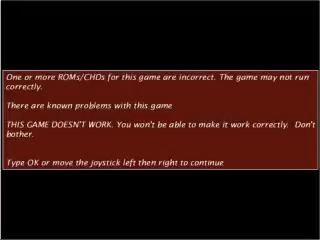 One or more ROMs/CHDs for this game are incorrect. The game may not run
correctly.
There are known problems with this game
THIS GAME DOESN'T WORK. You won't be able to make it work correctly.  Don't
bother.
Type OK or move the joystick left then right to continue